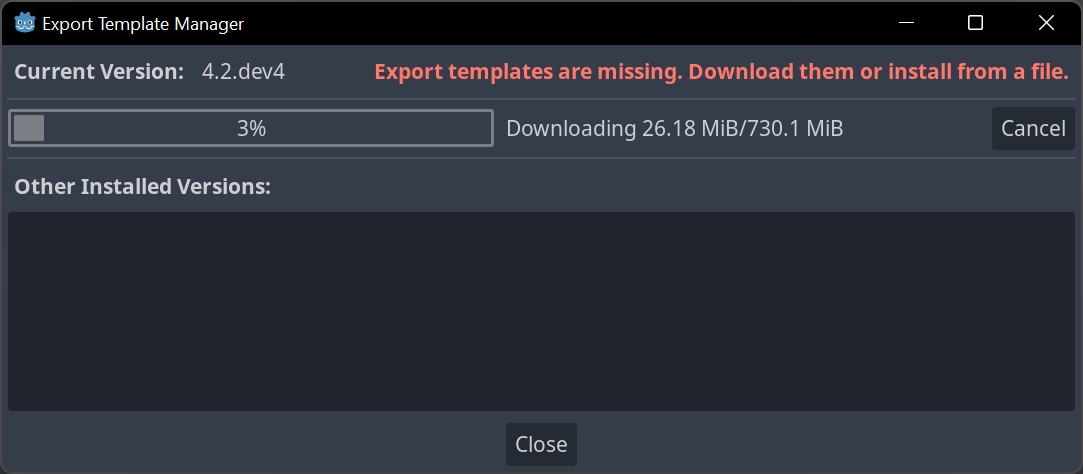 Export Template Manager
Current Version: 4.2.dev4 Export templates are missing. Download them or install from a file.
3% Downloading 26.18 MiB/730.1 MiB Cancel
Other Installed Versions:
Close